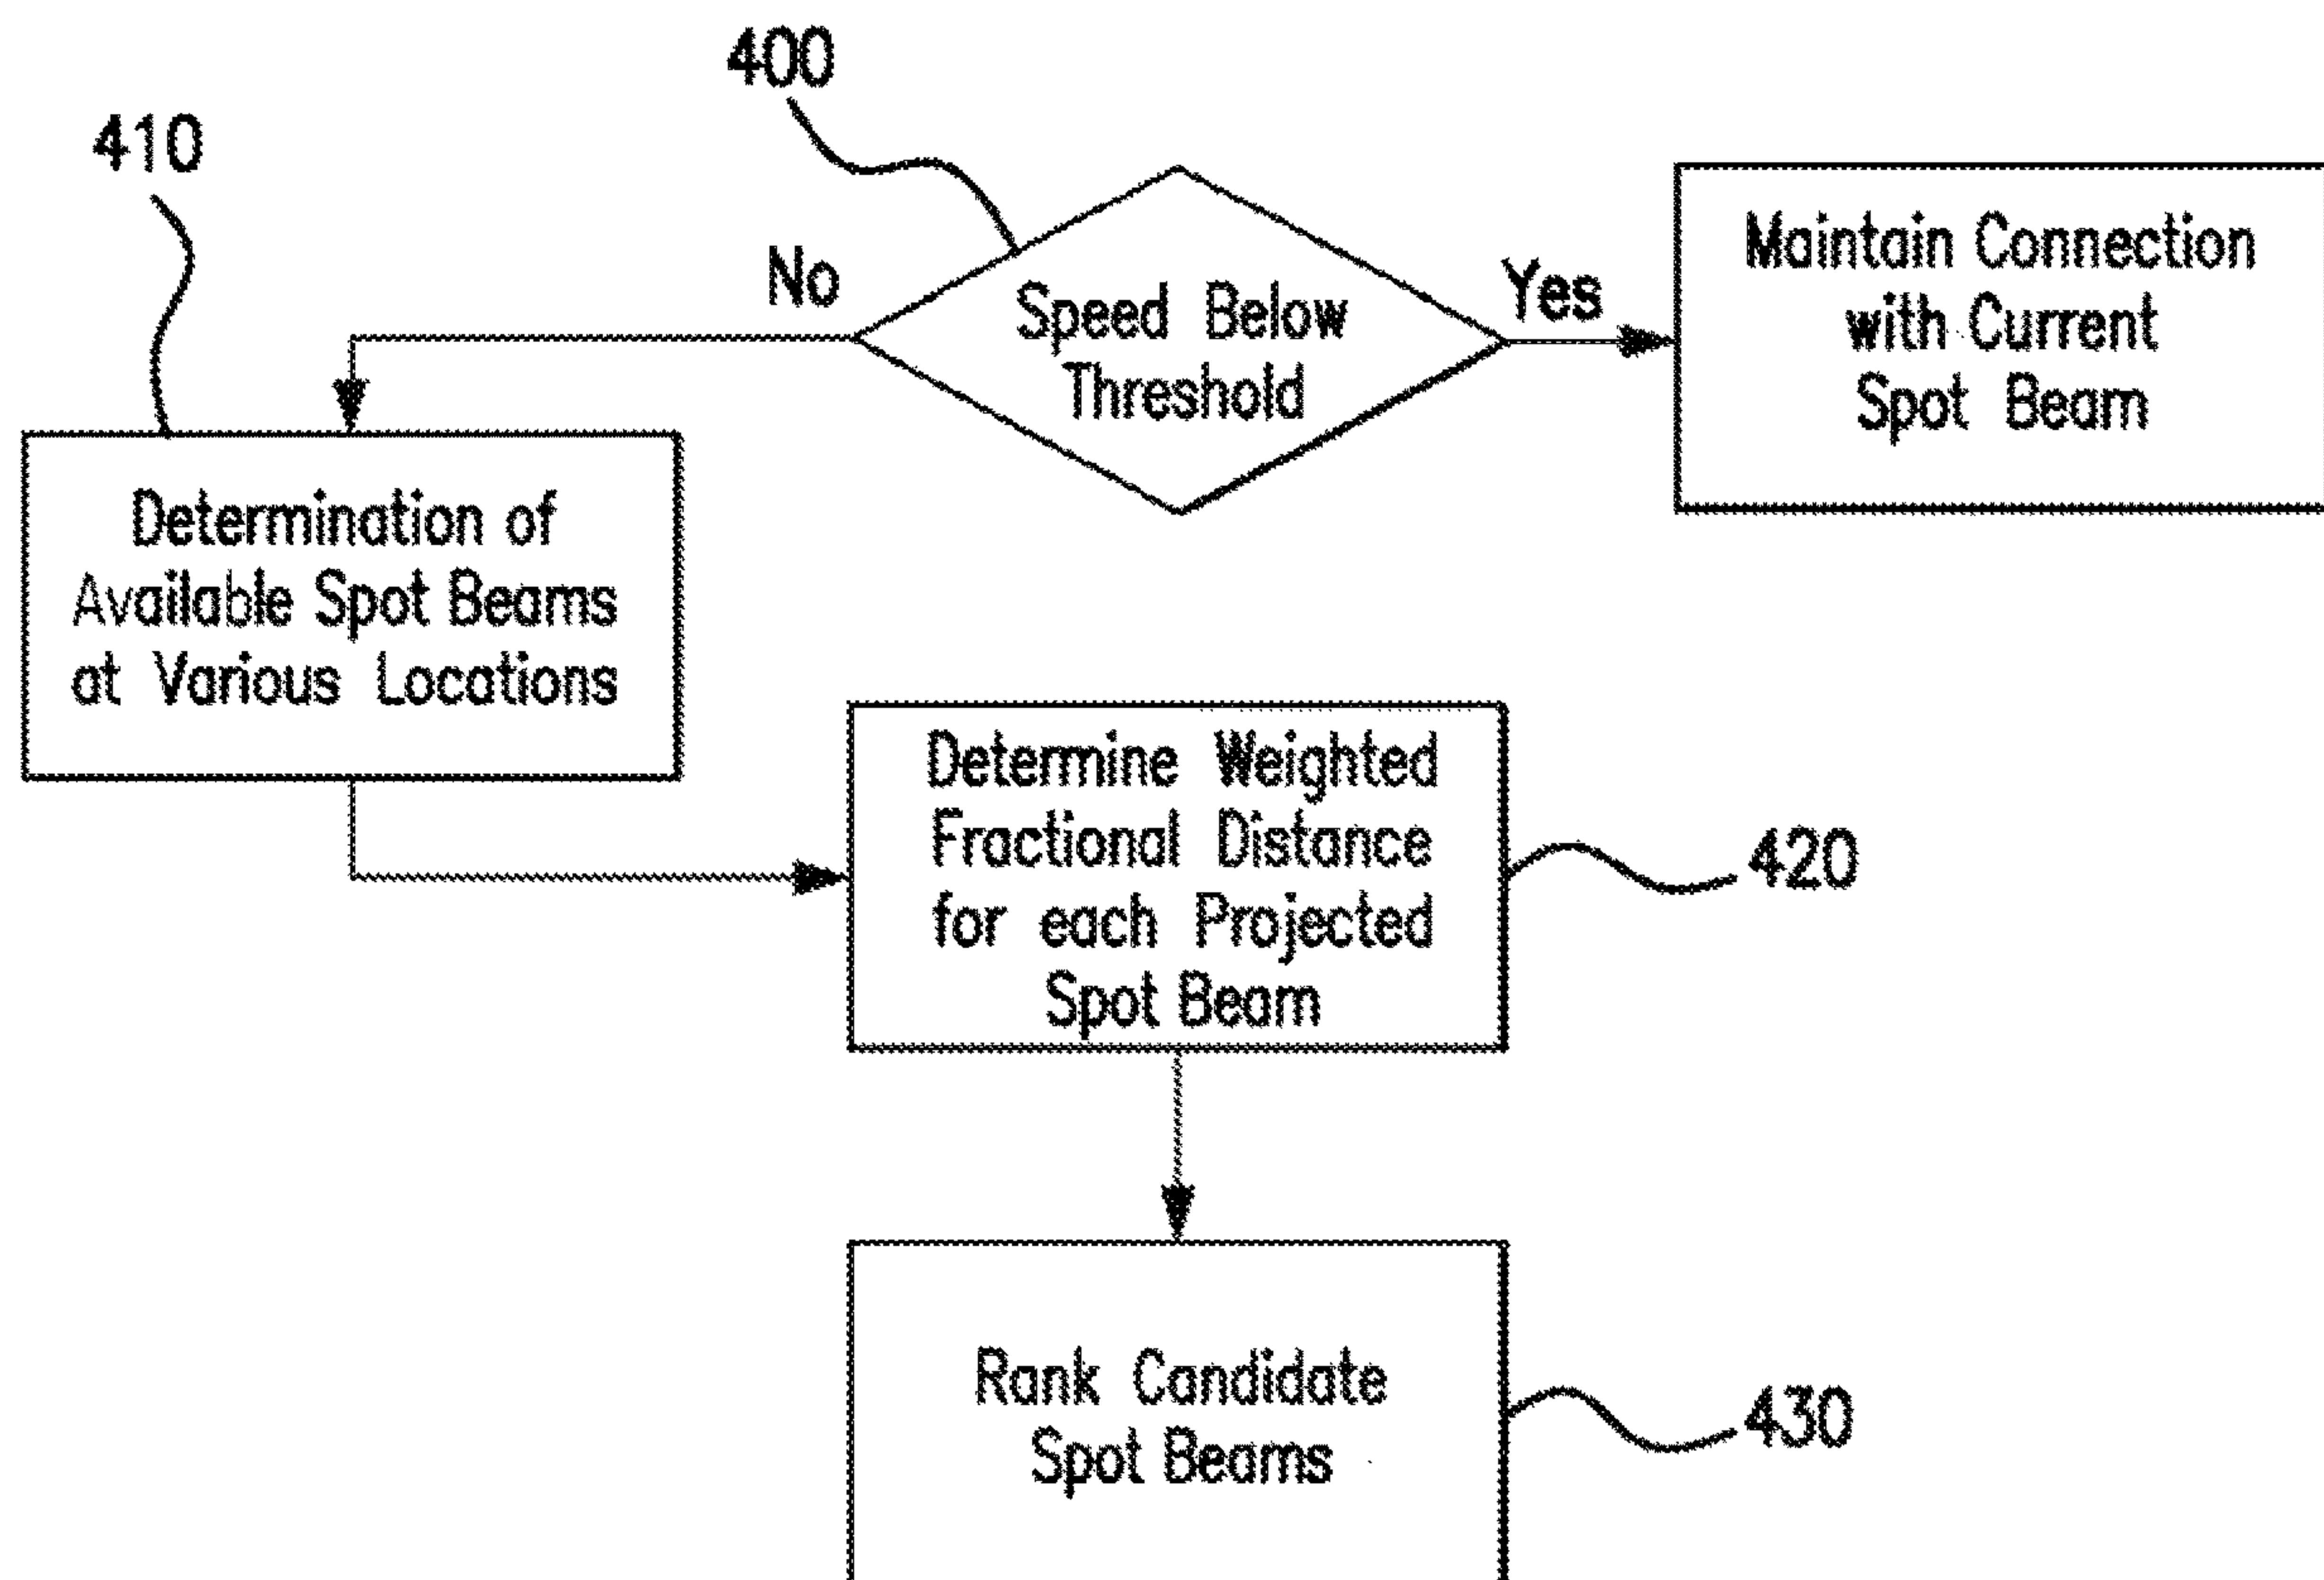 400
410
No
Speed Below
Threshold
Yes
Maintain Connection
with Current
Spot Beam
Determination of
Available Spot Beams
at Various Locations
Determine Weighted
Fractional Distance
for each Projected
Spot Beam
420
Rank Candidate
Spot Beams
430